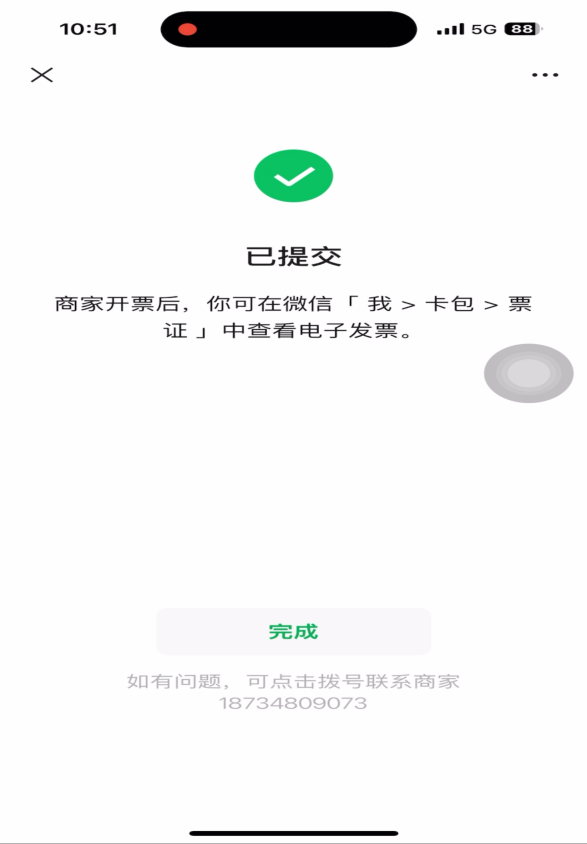 10:51
5G
88
已提交
商家开票后，你可在微信「 我 > 卡包 > 票
证 」中查看电子发票。
完成
如有问题，可点击拨号联系商家
18734809073